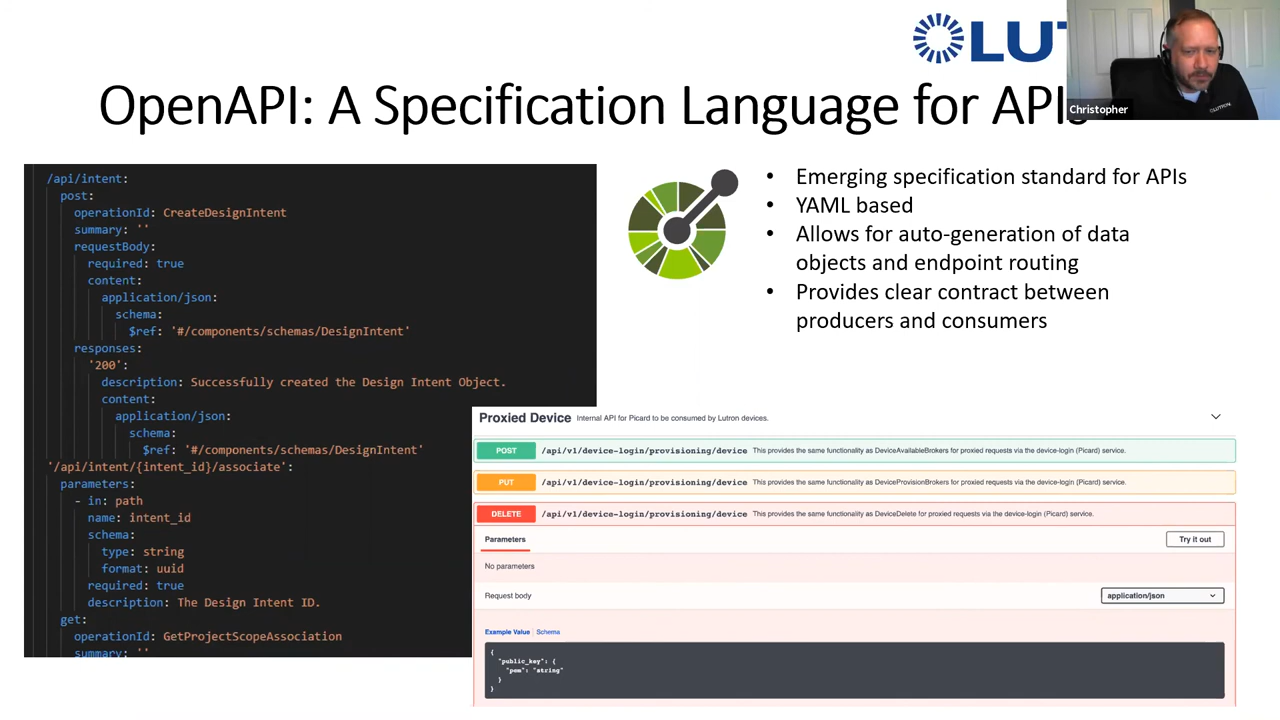 LUT
Christopher
LUTRON
OpenAPI: A Specification Language for APIs
/api/intent:
post:
operationId: CreateDesignIntent
summary: ''
requestBody:
required: true
content:
application/json:
schema:
$ref: '#/components/schemas/DesignIntent'
responses:
'200':
description: Successfully created the Design Intent Object.
content:
application/json:
schema:
$ref: '#/components/schemas/DesignIntent'
'/api/intent/{intent_id}/associate':
parameters:
- in: path
name: intent_id
schema:
type: string
format: uuid
required: true
description: The Design Intent ID.
get:
operationId: GetProjectScopeAssociation
summary: ''
• Emerging specification standard for APIs
• YAML based
• Allows for auto-generation of data
objects and endpoint routing
• Provides clear contract between
producers and consumers
Proxied Device Internal API for Picard to be consumed by Lutron devices.
POST /api/v1/device-login/provisioning/device This provides the same functionality as DeviceAvailableBrokers for proxied requests via the device-login (Picard) service.
PUT /api/v1/device-login/provisioning/device This provides the same functionality as DeviceProvisionBrokers for proxied requests via the device-login (Picard) service.
DELETE /api/v1/device-login/provisioning/device This provides the same functionality as DeviceDelete for proxied requests via the device-login (Picard) service.
Parameters Try it out
No parameters
Request body application/json
Example Value | Schema
{
"public_key": {
"pem": "string"
}
}